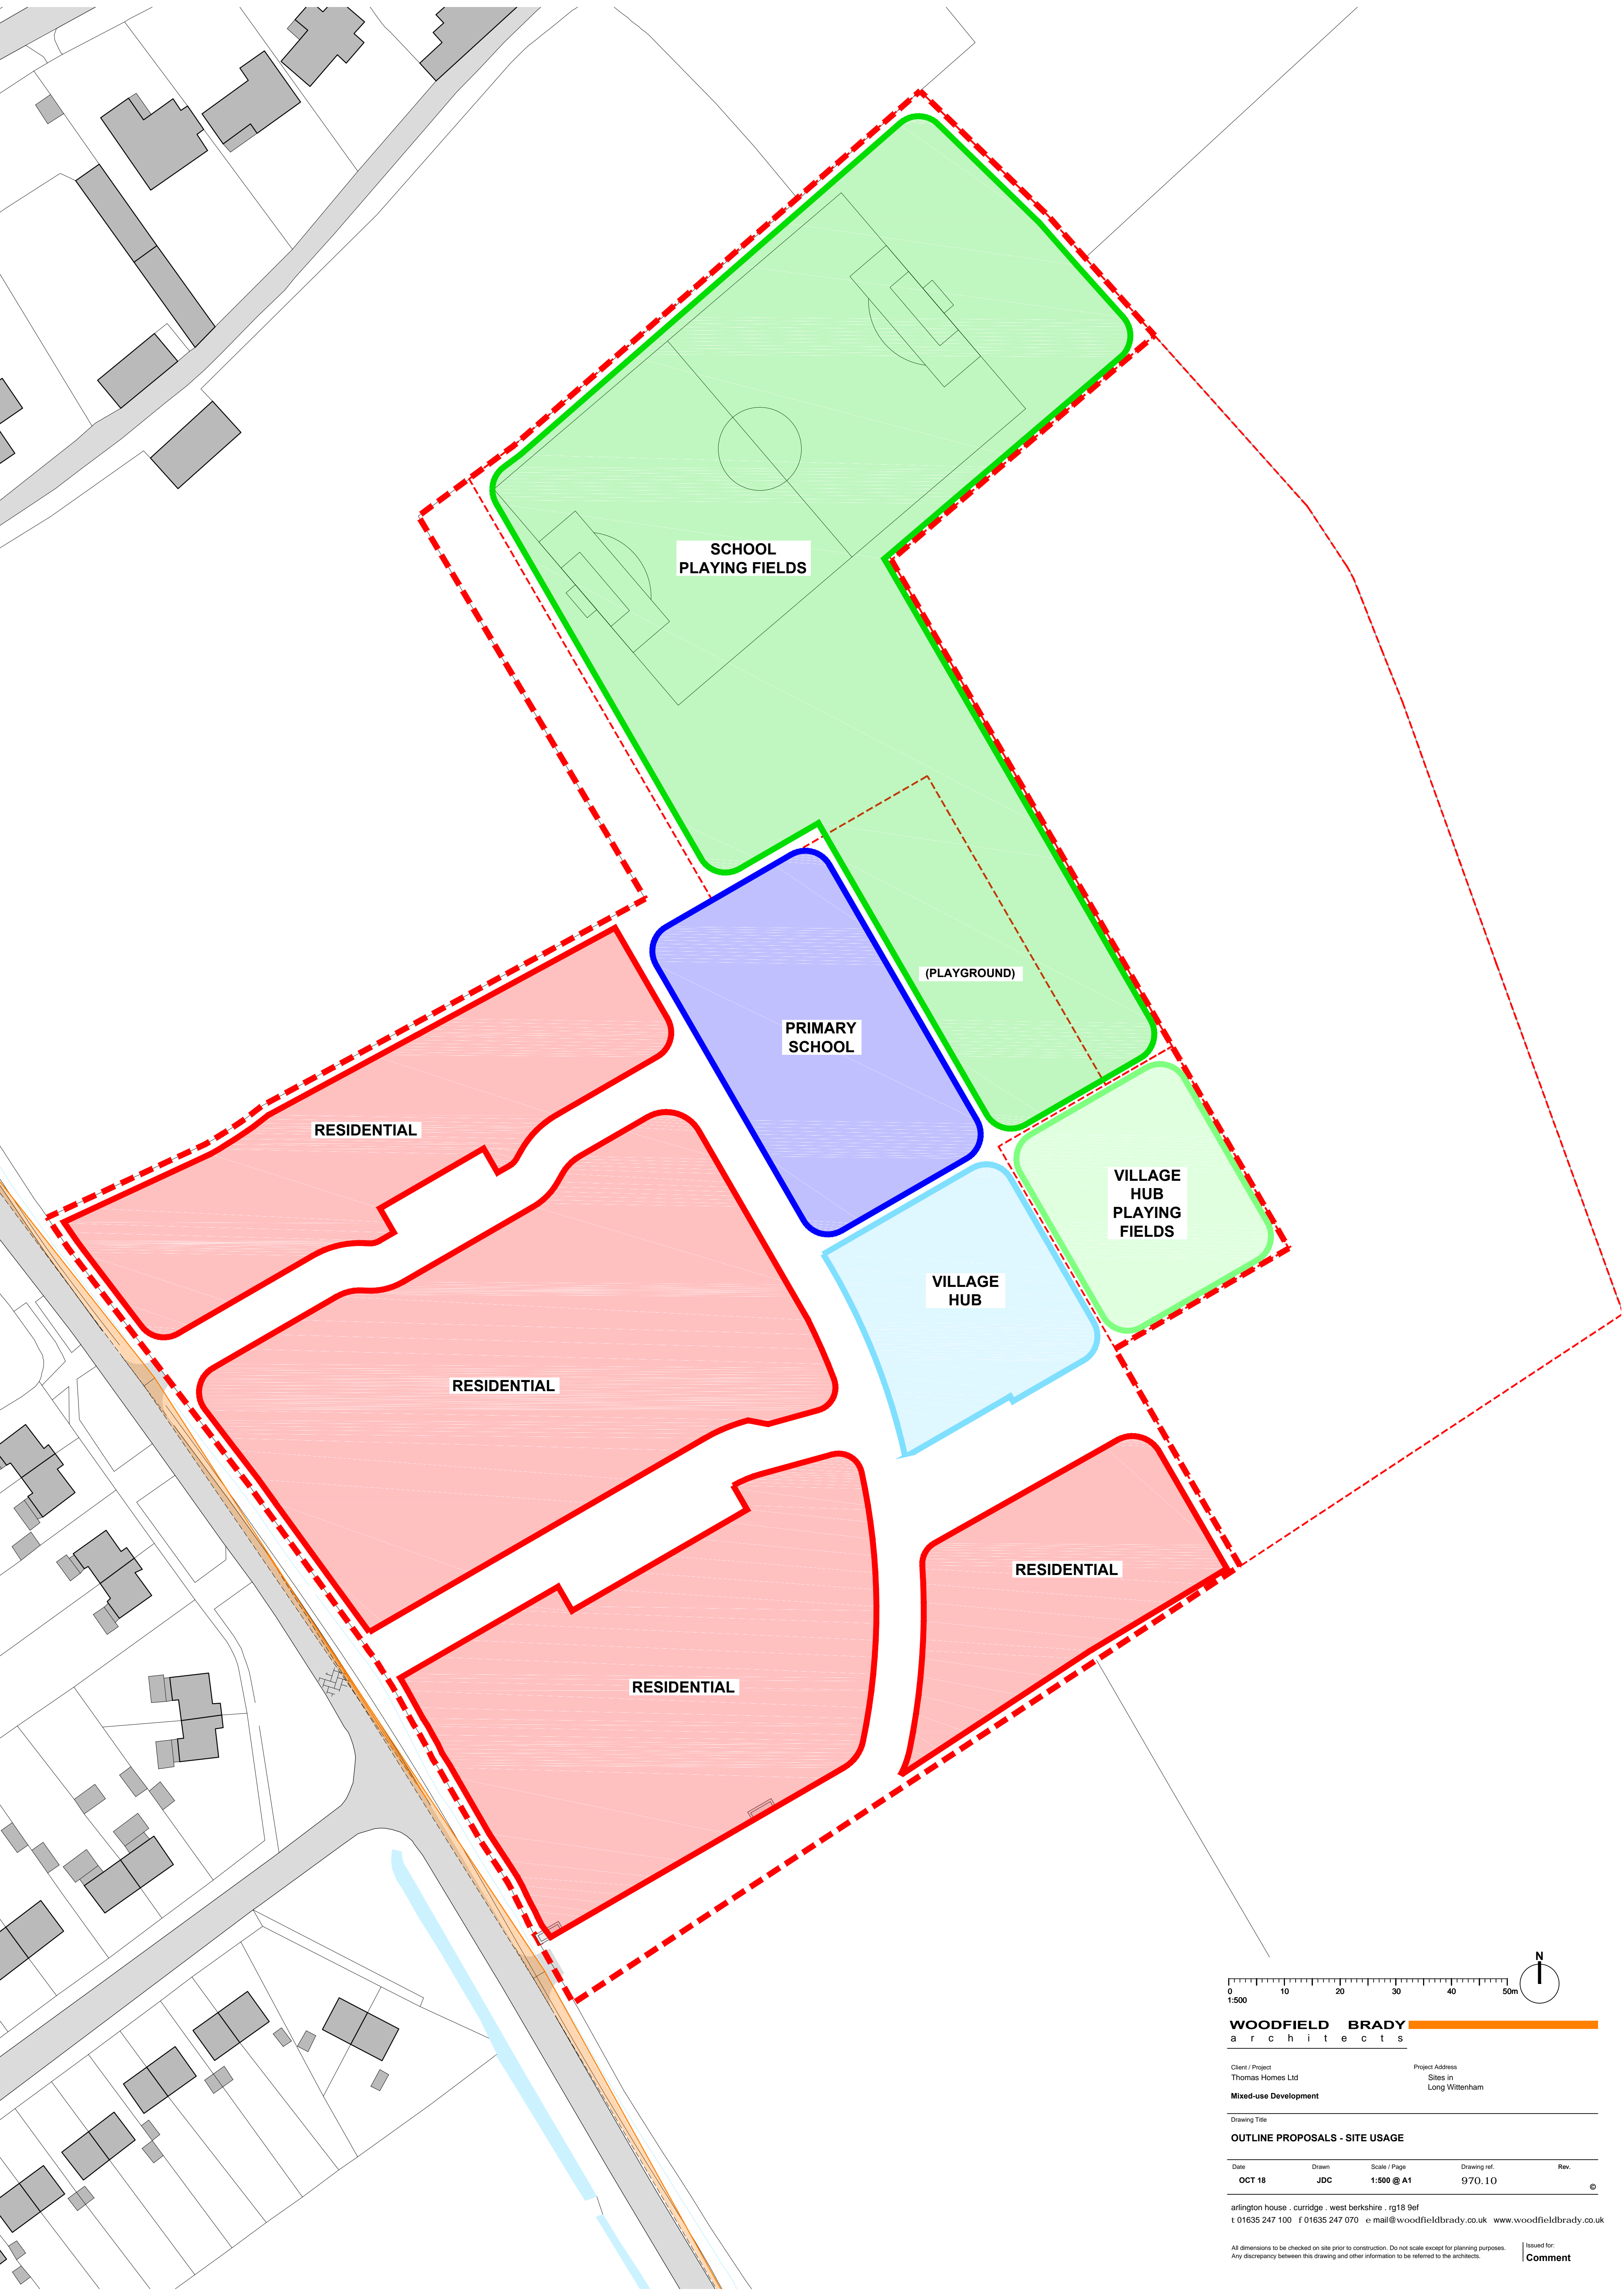 SCHOOL
PLAYING FIELDS
(PLAYGROUND)
PRIMARY
SCHOOL
RESIDENTIAL
VILLAGE
HUB
PLAYING
FIELDS
VILLAGE
HUB
RESIDENTIAL
RESIDENTIAL
RESIDENTIAL
N
0 10 20 30 40 50m
1:500
WOODFIELD BRADY
architects
Client / Project Project Address
Thomas Homes Ltd Sites in
Long Wittenham
Mixed-use Development
Drawing Title
OUTLINE PROPOSALS - SITE USAGE
Date Drawn Scale / Page Drawing ref. Rev.
OCT 18 JDC 1:500 @ A1 970.10
©
arlington house . curridge . west berkshire . rg18 9ef
t 01635 247 100 f 01635 247 070 e mail@woodfieldbrady.co.uk www.woodfieldbrady.co.uk
All dimensions to be checked on site prior to construction. Do not scale except for planning purposes.
Any discrepancy between this drawing and other information to be referred to the architects.
Issued for:
Comment